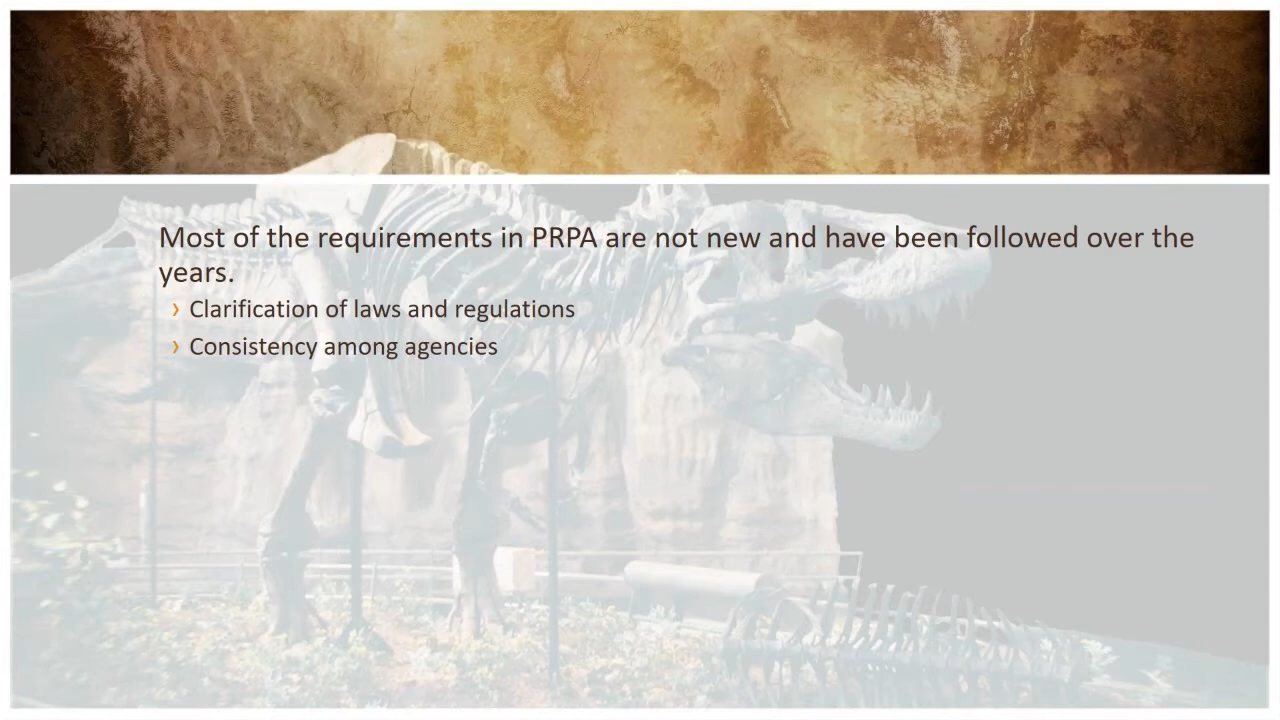 Most of the requirements in PRPA are not new and have been followed over the
years.
› Clarification of laws and regulations
› Consistency among agencies